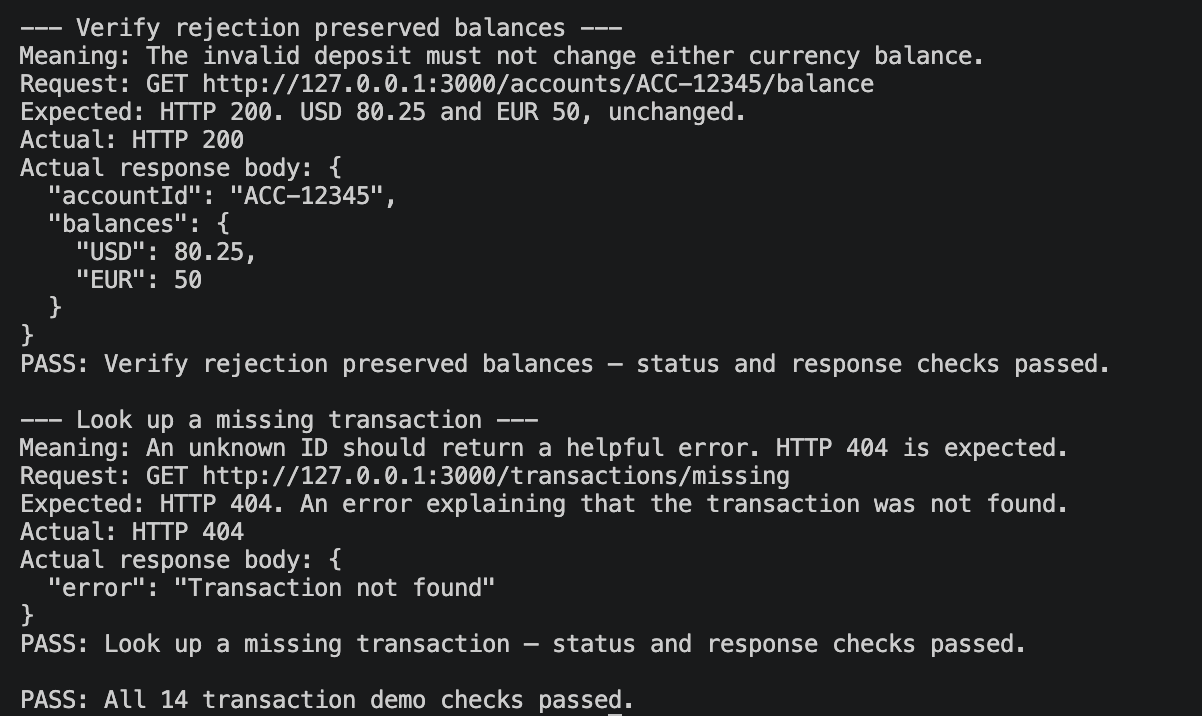 --- Verify rejection preserved balances ---
Meaning: The invalid deposit must not change either currency balance.
Request: GET http://127.0.0.1:3000/accounts/ACC-12345/balance
Expected: HTTP 200. USD 80.25 and EUR 50, unchanged.
Actual: HTTP 200
Actual response body: {
  "accountId": "ACC-12345",
  "balances": {
    "USD": 80.25,
    "EUR": 50
  }
}
PASS: Verify rejection preserved balances — status and response checks passed.

--- Look up a missing transaction ---
Meaning: An unknown ID should return a helpful error. HTTP 404 is expected.
Request: GET http://127.0.0.1:3000/transactions/missing
Expected: HTTP 404. An error explaining that the transaction was not found.
Actual: HTTP 404
Actual response body: {
  "error": "Transaction not found"
}
PASS: Look up a missing transaction — status and response checks passed.

PASS: All 14 transaction demo checks passed.